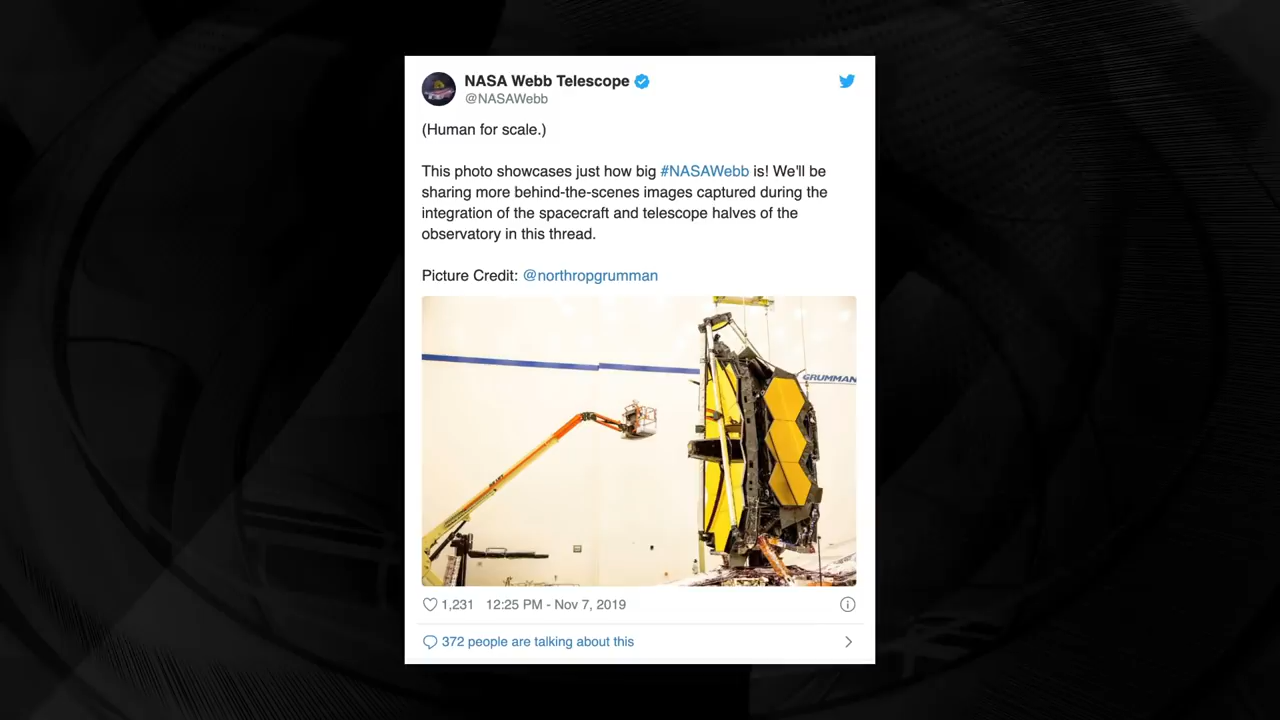 NASA Webb Telescope
@NASAWebb
(Human for scale.)
This photo showcases just how big #NASAWebb is! We'll be
sharing more behind-the-scenes images captured during the
integration of the spacecraft and telescope halves of the
observatory in this thread.
Picture Credit: @northropgrumman
GRUMMAN
1,231 12:25 PM - Nov 7, 2019
372 people are talking about this